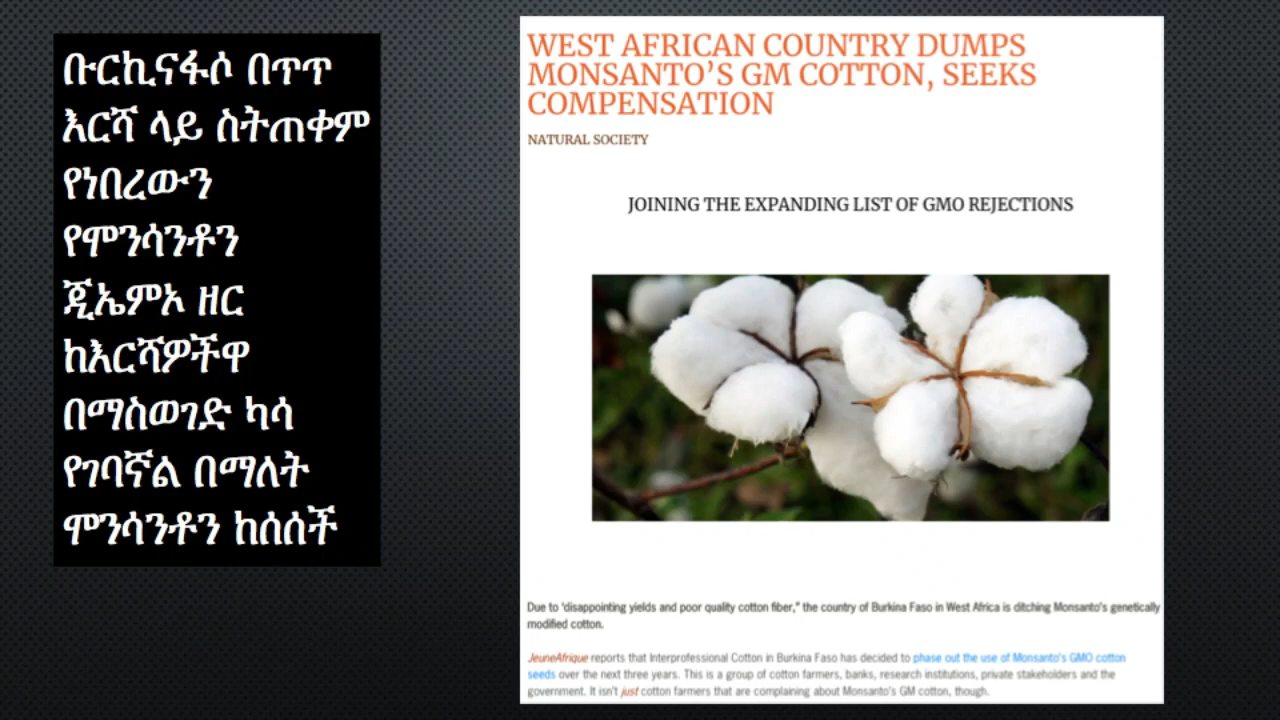 ቡርኪናፋሶ በጥጥ
እርሻ ላይ ስትጠቀም
የነበረውን
የሞንሳንቶን
ጂኤምኦ ዘር
ከእርሻዎችዋ
በማስወገድ ካሳ
የገባኛል በማለት
ሞንሳንቶን ከሰሰች
WEST AFRICAN COUNTRY DUMPS
MONSANTO’S GM COTTON, SEEKS
COMPENSATION
NATURAL SOCIETY
JOINING THE EXPANDING LIST OF GMO REJECTIONS
Due to ‘disappointing yields and poor quality cotton fiber,” the country of Burkina Faso in West Africa is ditching Monsanto’s genetically
modified cotton.
JeuneAfrique reports that Interprofessional Cotton in Burkina Faso has decided to phase out the use of Monsanto’s GMO cotton
seeds over the next three years. This is a group of cotton farmers, banks, research institutions, private stakeholders and the
government. It isn’t just cotton farmers that are complaining about Monsanto’s GM cotton, though.